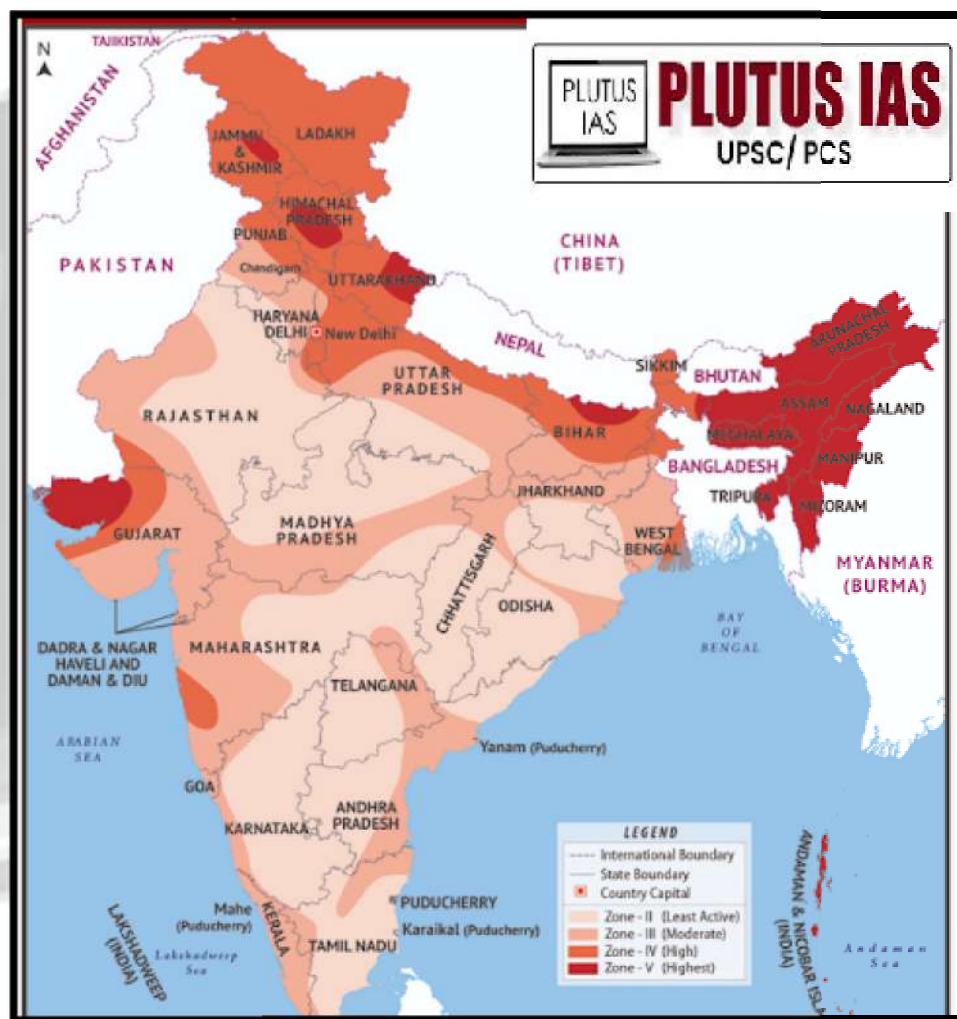 N
TAJIKISTAN
AFGHANISTAN
PLUTUS
IAS
PLUTUS IAS
UPSC/ PCS
JAMMU
&
KASHMIR
LADAKH
HIMACHAL
PRADESH
PUNJAB
Chandigarh
UTTARAKHAND
PAKISTAN
CHINA
(TIBET)
HARYANA
DELHI
New Delhi
NEPAL
UTTAR
PRADESH
SIKKIM
BHUTAN
ARUNACHAL
PRADESH
ASSAM
NAGALAND
MEGHALAYA
MANIPUR
BANGLADESH
TRIPURA
MIZORAM
RAJASTHAN
BIHAR
JHARKHAND
GUJARAT
MADHYA
PRADESH
WEST
BENGAL
MYANMAR
(BURMA)
CHHATTISGARH
ODISHA
BAY
OF
BENGAL
DADRA & NAGAR
HAVELI AND
DAMAN & DIU
MAHARASHTRA
TELANGANA
ARABIAN
SEA
Yanam (Puducherry)
GOA
KARNATAKA
ANDHRA
PRADESH
LEGEND
International Boundary
State Boundary
Country Capital
Zone - II (Least Active)
Zone - III (Moderate)
Zone - IV (High)
Zone - V (Highest)
PUDUCHERRY
Karaikal (Puducherry)
Mahe
(Puducherry)
KERALA
TAMIL NADU
LAKSHADWEEP
(INDIA)
Lakshadweep
Sea
ANDAMAN & NICOBAR ISLA
(INDIA)
Andaman
Sea